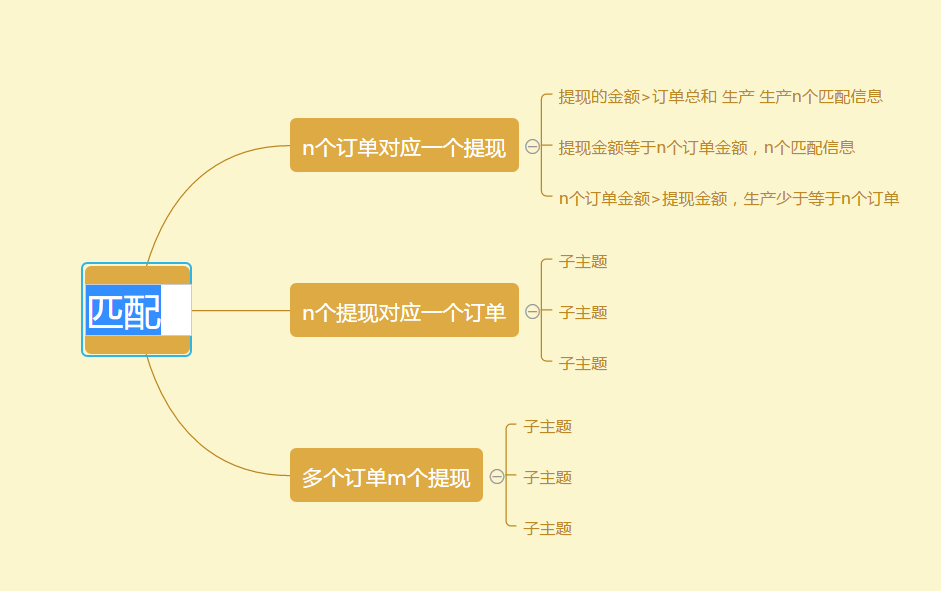 提现的金额>订单总和 生产 生产n个匹配信息
n个订单对应一个提现
提现金额等于n个订单金额，n个匹配信息
n个订单金额>提现金额，生产少于等于n个订单
子主题
匹配
n个提现对应一个订单
子主题
子主题
子主题
多个订单m个提现
子主题
子主题